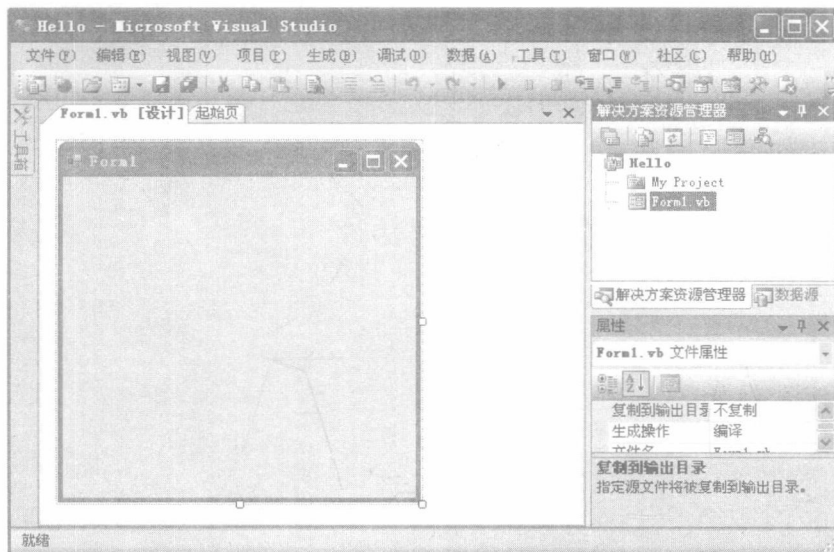 Hello - Microsoft Visual Studio
文件(F) 编辑(E) 视图(V) 项目(P) 生成(B) 调试(D) 数据(A) 工具(T) 窗口(W) 社区(C) 帮助(H)
Form1.vb [设计] 起始页
工具箱
Form1
解决方案资源管理器
Hello
My Project
Form1.vb
解决方案资源管理器 数据源
属性
Form1.vb 文件属性
复制到输出目录 不复制
生成操作 编译
文件名 Form1.vb
复制到输出目录
指定源文件将被复制到输出目录。
就绪